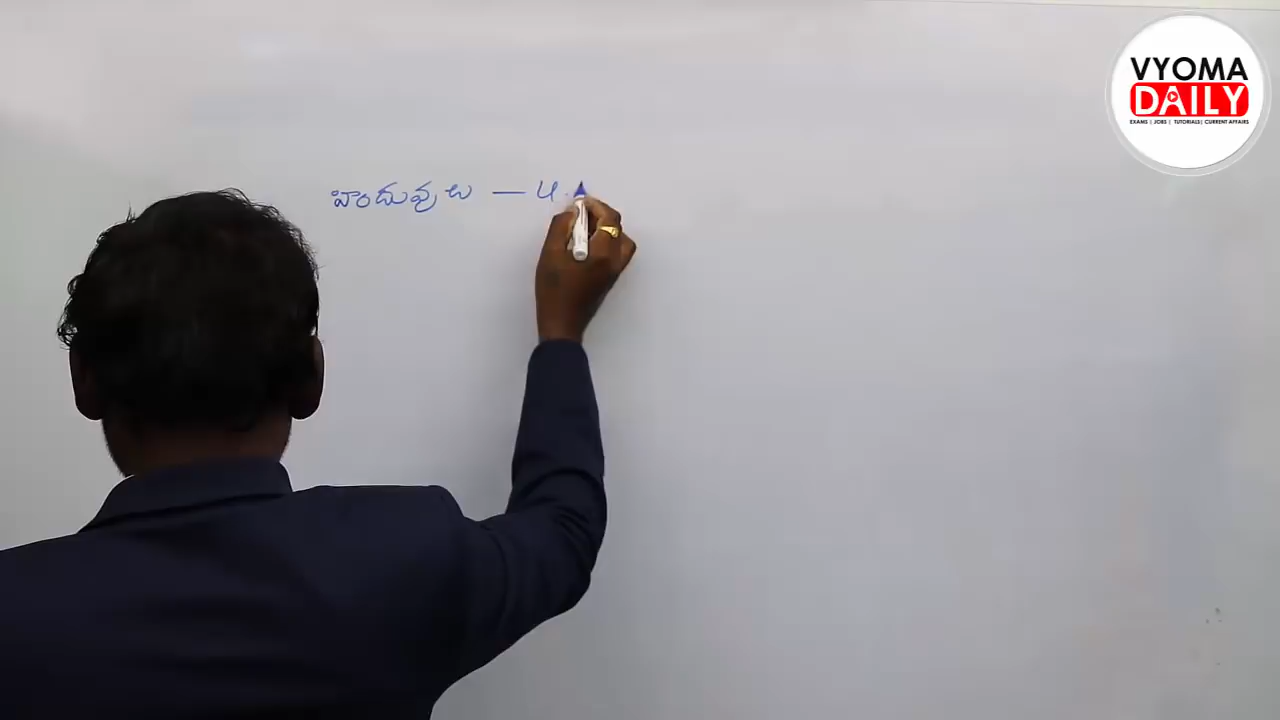 హిందువులు — 4.
VYOMA
DAILY
EXAMS | JOBS | TUTORIALS | CURRENT AFFAIRS